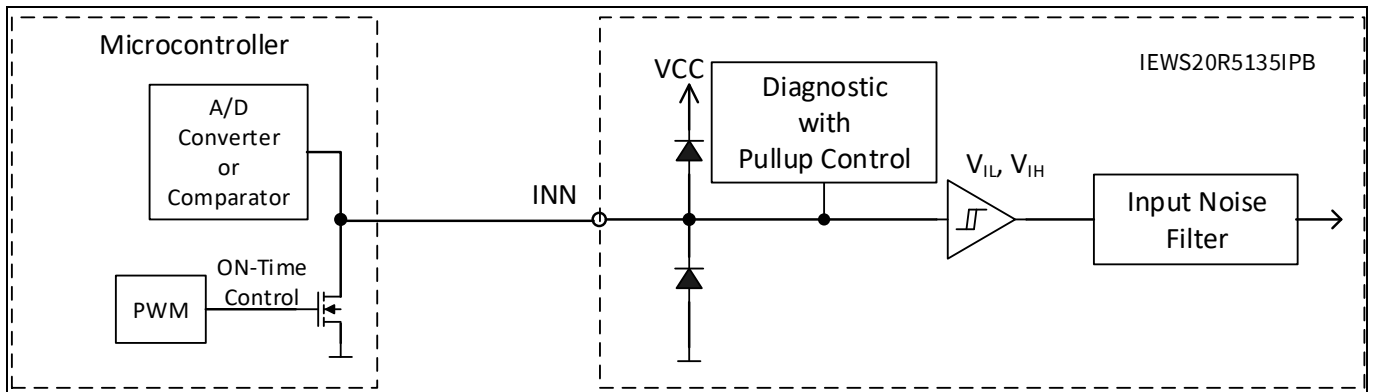 Microcontroller
A/D
Converter
or
Comparator
PWM
ON-Time
Control
INN
VCC
Diagnostic
with
Pullup Control
IEWS20R5135IPB
VIL, VIH
Input Noise
Filter